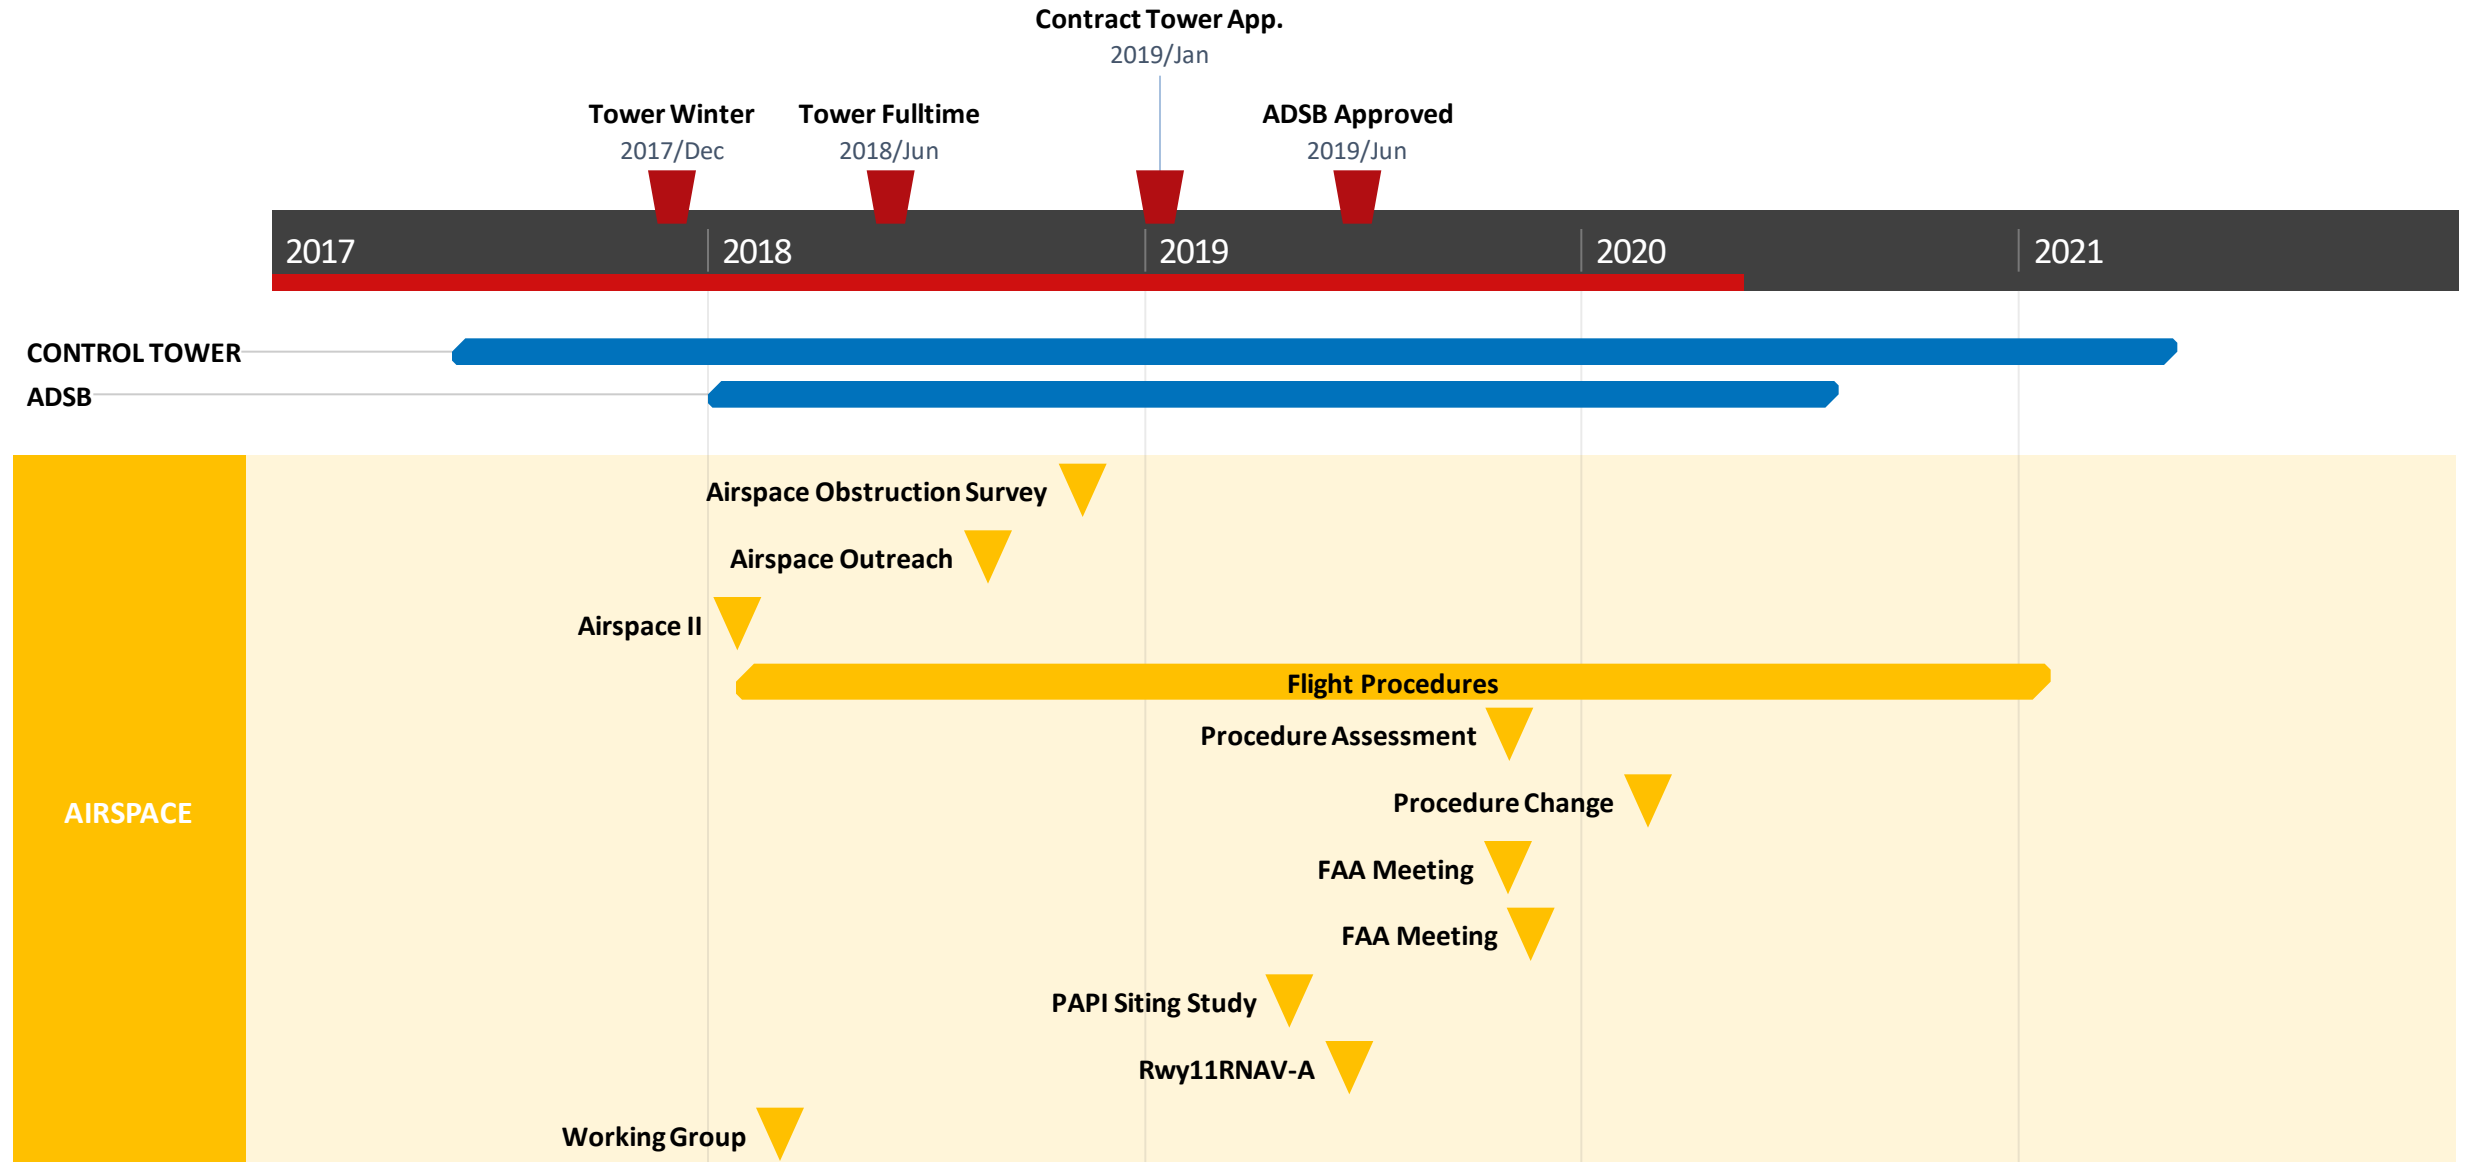 Contract Tower App.
2019/Jan
Tower Winter
2017/Dec
Tower Fulltime
2018/Jun
ADSB Approved
2019/Jun
2017
2018
2019
2020
2021
CONTROL TOWER
ADSB
AIRSPACE
Airspace Obstruction Survey
Airspace Outreach
Airspace II
Flight Procedures
Procedure Assessment
Procedure Change
FAA Meeting
FAA Meeting
PAPI Siting Study
Rwy11RNAV-A
Working Group